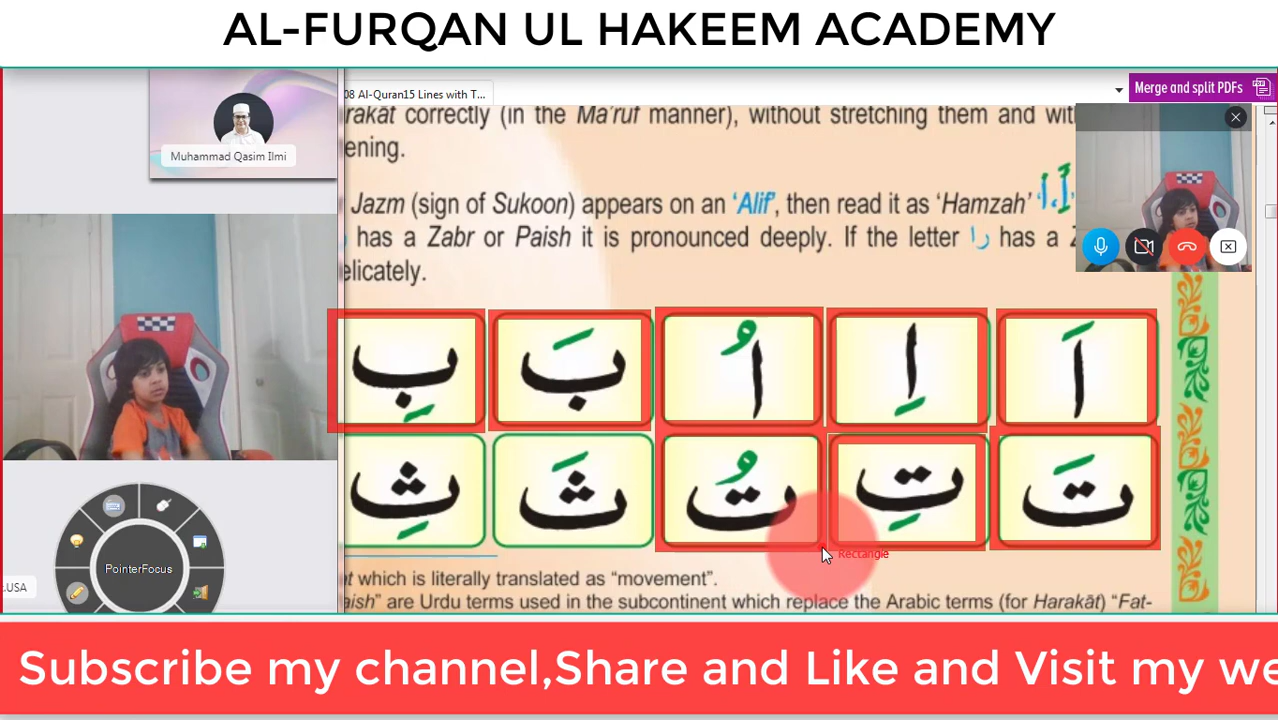 AL-FURQAN UL HAKEEM ACADEMY
08 Al-Quran15 Lines with T...
Merge and split PDFs
Muhammad Qasim Ilmi
rakāt correctly (in the Ma'ruf manner), without stretching them and
ening.
Jazm (sign of Sukoon) appears on an 'Alif', then read it as 'Hamzah'
has a Zabr or Paish it is pronounced deeply. If the letter را has a
elicately.
اَ اِ اُ بَ بِ
تَ تِ تُ ثَ ثِ
Rectangle
PointerFocus
.USA
which is literally translated as “movement”.
aish” are Urdu terms used in the subcontinent which replace the Arabic terms (for Harakāt) “Fat-
Subscribe my channel,Share and Like and Visit my we